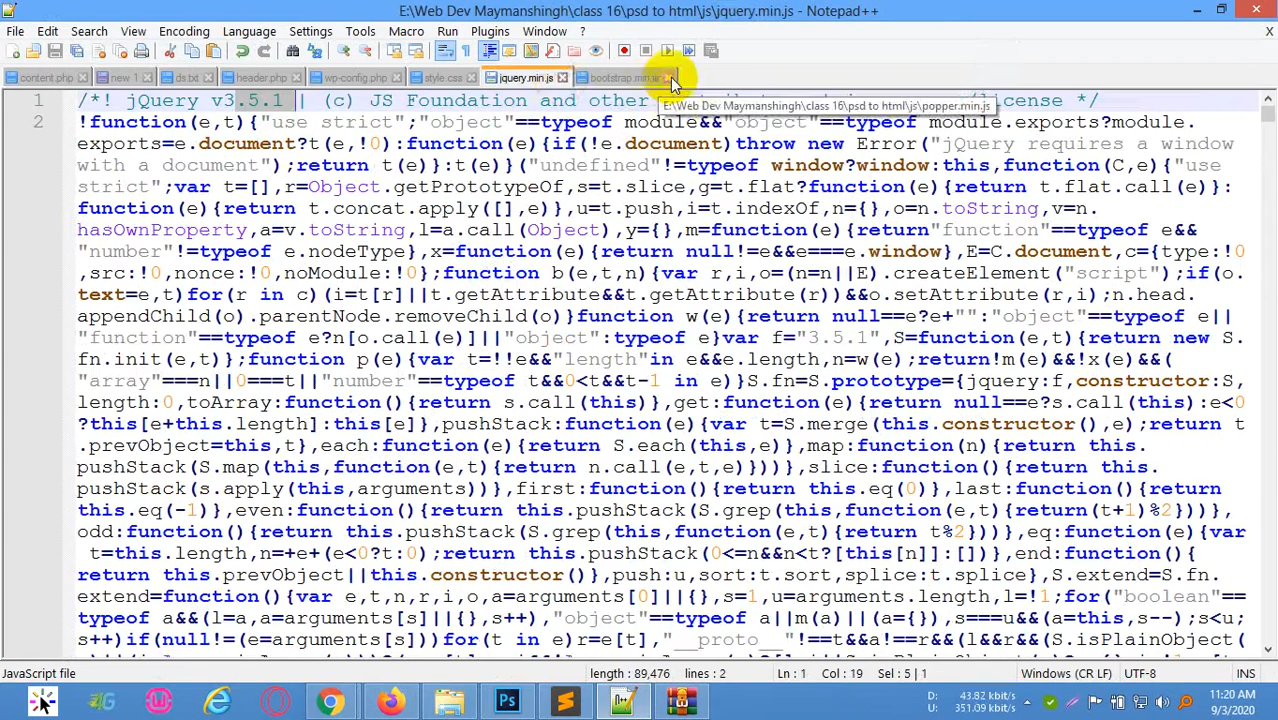 E:\Web Dev Maymanshingh\class 16\psd to html\js\jquery.min.js - Notepad++
File Edit Search View Encoding Language Settings Tools Macro Run Plugins Window ? X
content.php new 1 ds.txt header.php wp-config.php style.css jquery.min.js bootstrap.min.js
E:\Web Dev Maymanshingh\class 16\psd to html\js\popper.min.js
1 /*! jQuery v3.5.1 | (c) JS Foundation and other /license */
2 !function(e,t){"use strict";"object"==typeof module&&"object"==typeof module.exports?module.
exports=e.document?t(e,!0):function(e){if(!e.document)throw new Error("jQuery requires a window
with a document");return t(e)}:t(e)}("undefined"!=typeof window?window:this,function(C,e){"use
strict";var t=[],r=Object.getPrototypeOf,s=t.slice,g=t.flat?function(e){return t.flat.call(e)}:
function(e){return t.concat.apply([],e)},u=t.push,i=t.indexOf,n={},o=n.toString,v=n.
hasOwnProperty,a=v.toString,l=a.call(Object),y={},m=function(e){return"function"==typeof e&&
"number"!=typeof e.nodeType},x=function(e){return null!=e&&e===e.window},E=C.document,c={type:!0
,src:!0,nonce:!0,noModule:!0};function b(e,t,n){var r,i,o=(n=n||E).createElement("script");if(o.
text=e,t)for(r in c)(i=t[r]||t.getAttribute&&t.getAttribute(r))&&o.setAttribute(r,i);n.head.
appendChild(o).parentNode.removeChild(o)}function w(e){return null==e?e+"":"object"==typeof e||
"function"==typeof e?n[o.call(e)]||"object":typeof e}var f="3.5.1",S=function(e,t){return new S.
fn.init(e,t)};function p(e){var t=!!e&&"length"in e&&e.length,n=w(e);return!m(e)&&!x(e)&&(
"array"===n||0===t||"number"==typeof t&&0<t&&t-1 in e)}S.fn=S.prototype={jquery:f,constructor:S,
length:0,toArray:function(){return s.call(this)},get:function(e){return null==e?s.call(this):e<0
?this[e+this.length]:this[e]},pushStack:function(e){var t=S.merge(this.constructor(),e);return t
.prevObject=this,t},each:function(e){return S.each(this,e)},map:function(n){return this.
pushStack(S.map(this,function(e,t){return n.call(e,t,e)}))},slice:function(){return this.
pushStack(s.apply(this,arguments))},first:function(){return this.eq(0)},last:function(){return
this.eq(-1)},even:function(){return this.pushStack(S.grep(this,function(e,t){return(t+1)%2}))},
odd:function(){return this.pushStack(S.grep(this,function(e,t){return t%2}))},eq:function(e){var
t=this.length,n=+e+(e<0?t:0);return this.pushStack(0<=n&&n<t?[this[n]]:[])},end:function(){
return this.prevObject||this.constructor()},push:u,sort:t.sort,splice:t.splice},S.extend=S.fn.
extend=function(){var e,t,n,r,i,o,a=arguments[0]||{},s=1,u=arguments.length,l=!1;for("boolean"==
typeof a&&(l=a,a=arguments[s]||{},s++),"object"==typeof a||m(a)||(a={}),s===u&&(a=this,s--);s<u;
s++)if(null!=(e=arguments[s]))for(t in e)r=e[t],"__proto__"!==t&&a!==r&&(l&&r&&(S.isPlainObject(
JavaScript file length : 89,476 lines : 2 Ln : 1 Col : 19 Sel : 5 | 1 Windows (CR LF) UTF-8 INS
D: 43.82 kbit/s
U: 351.09 kbit/s
11:20 AM
9/3/2020